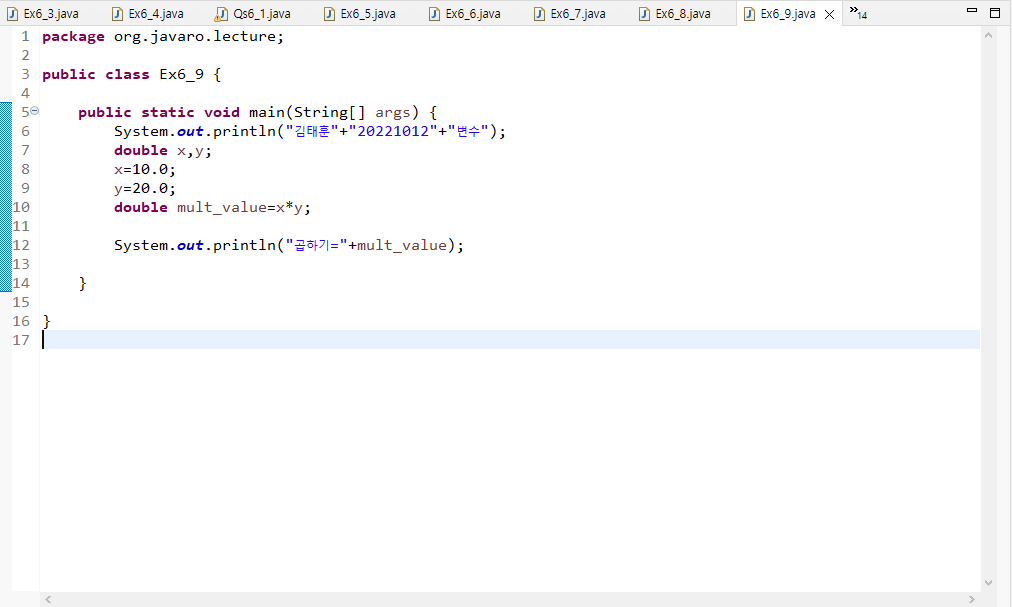 Ex6_3.java Ex6_4.java Qs6_1.java Ex6_5.java Ex6_6.java Ex6_7.java Ex6_8.java Ex6_9.java »14
1 package org.javaro.lecture;
2
3 public class Ex6_9 {
4
5 public static void main(String[] args) {
6 System.out.println("김태훈"+"20221012"+"변수");
7 double x,y;
8 x=10.0;
9 y=20.0;
10 double mult_value=x*y;
11
12 System.out.println("곱하기="+mult_value);
13
14 }
15
16 }
17